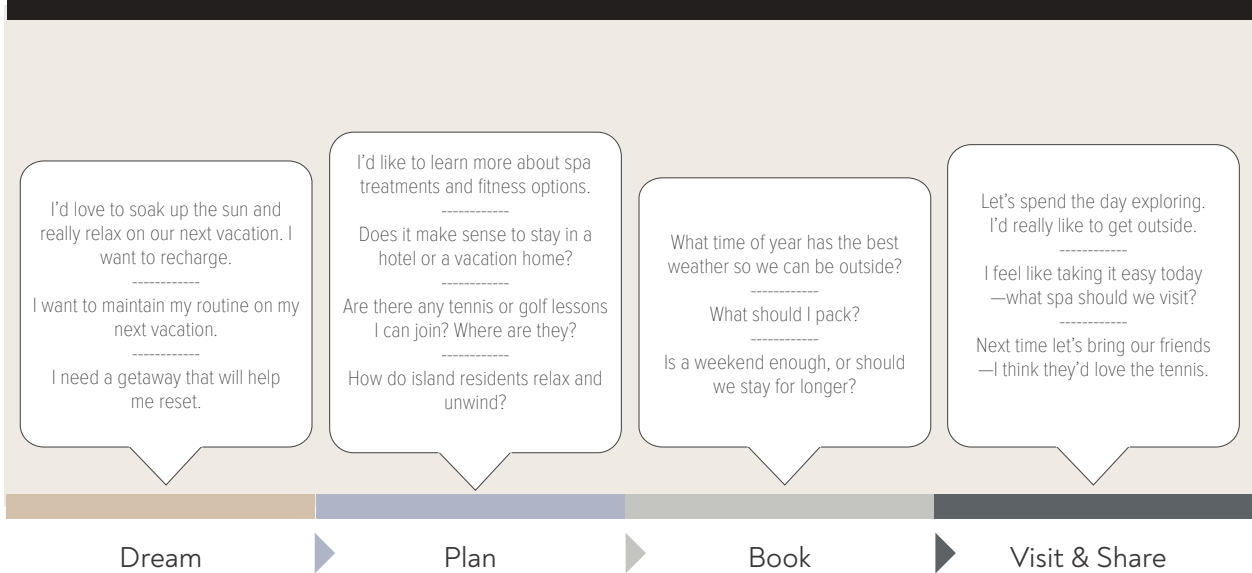 I'd love to soak up the sun and
really relax on our next vacation. I
want to recharge.
------------
I want to maintain my routine on my
next vacation.
------------
I need a getaway that will help
me reset.
I'd like to learn more about spa
treatments and fitness options.
------------
Does it make sense to stay in a
hotel or a vacation home?
------------
Are there any tennis or golf lessons
I can join? Where are they?
------------
How do island residents relax and
unwind?
What time of year has the best
weather so we can be outside?
------------
What should I pack?
------------
Is a weekend enough, or should
we stay for longer?
Let's spend the day exploring.
I'd really like to get outside.
------------
I feel like taking it easy today
—what spa should we visit?
------------
Next time let's bring our friends
—I think they'd love the tennis.
Dream
Plan
Book
Visit & Share